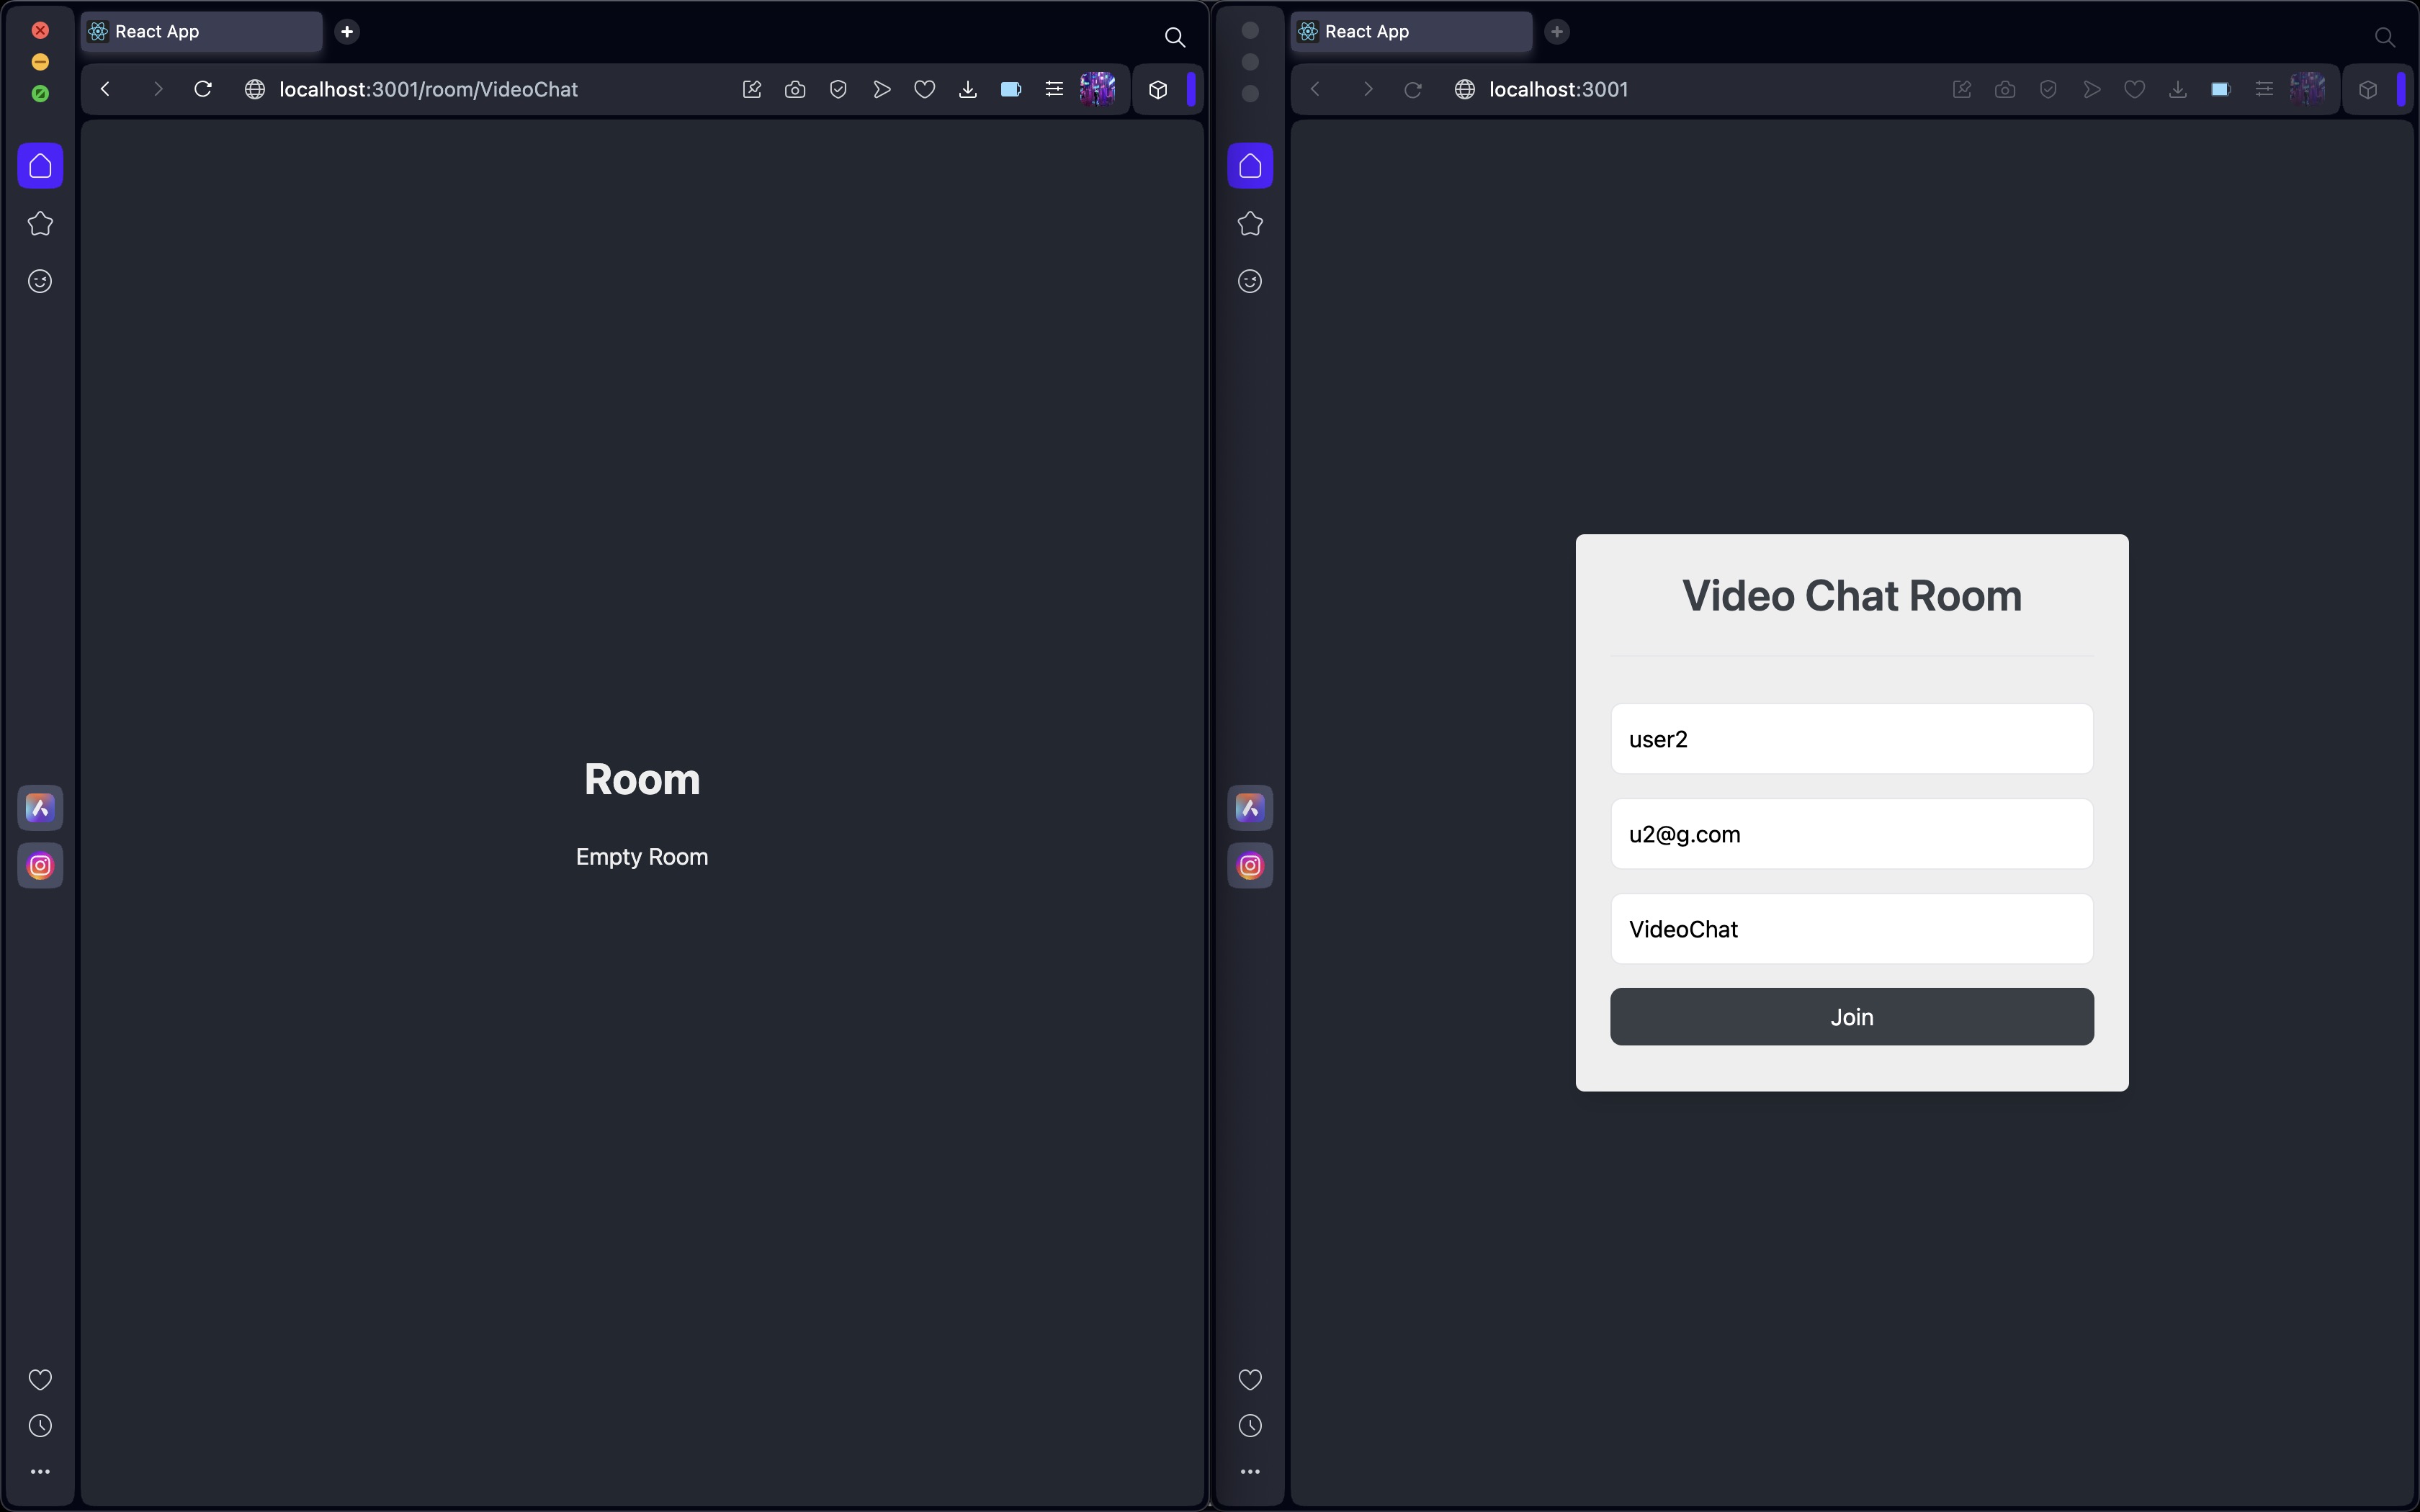 React App
localhost:3001/room/VideoChat
Room
Empty Room
React App
localhost:3001
Video Chat Room
user2
u2@g.com
VideoChat
Join